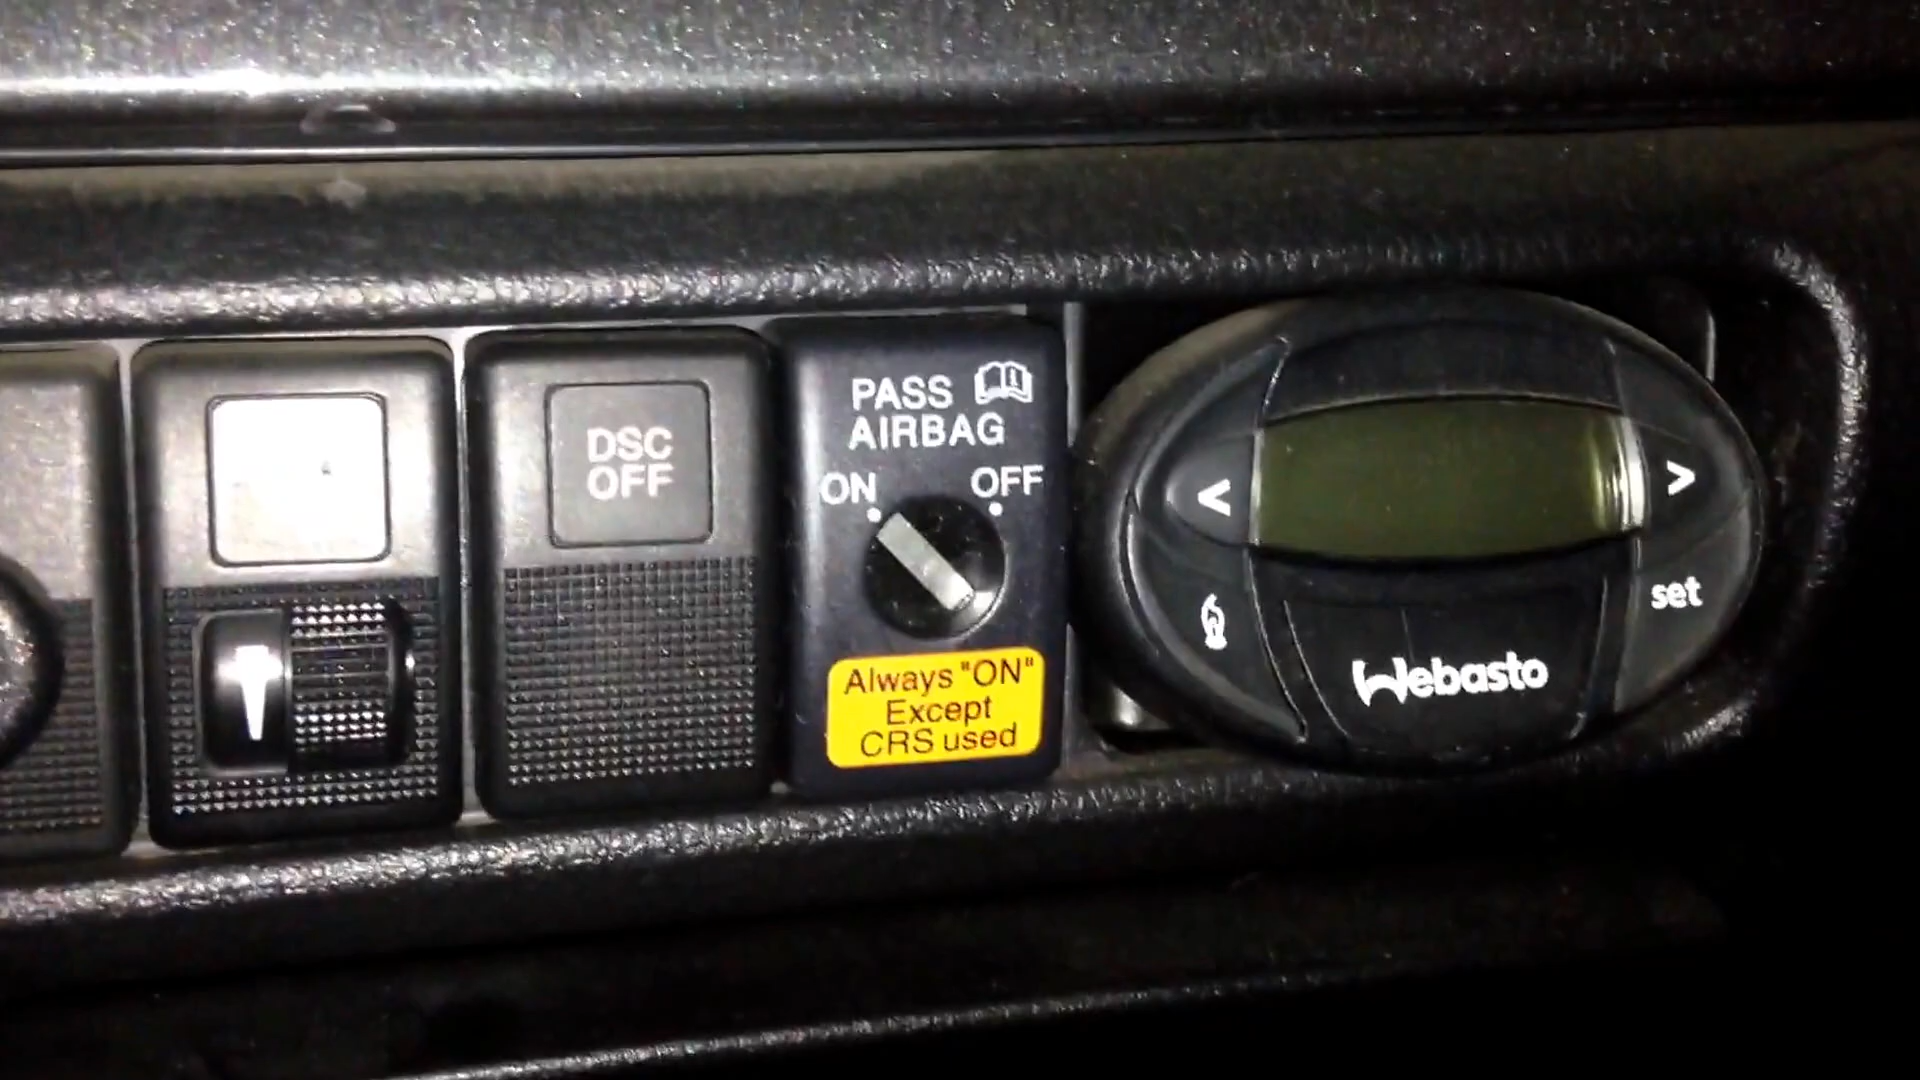 DSC
OFF
PASS
AIRBAG
ON OFF
Always "ON"
Except
CRS used
<
>
set
Webasto